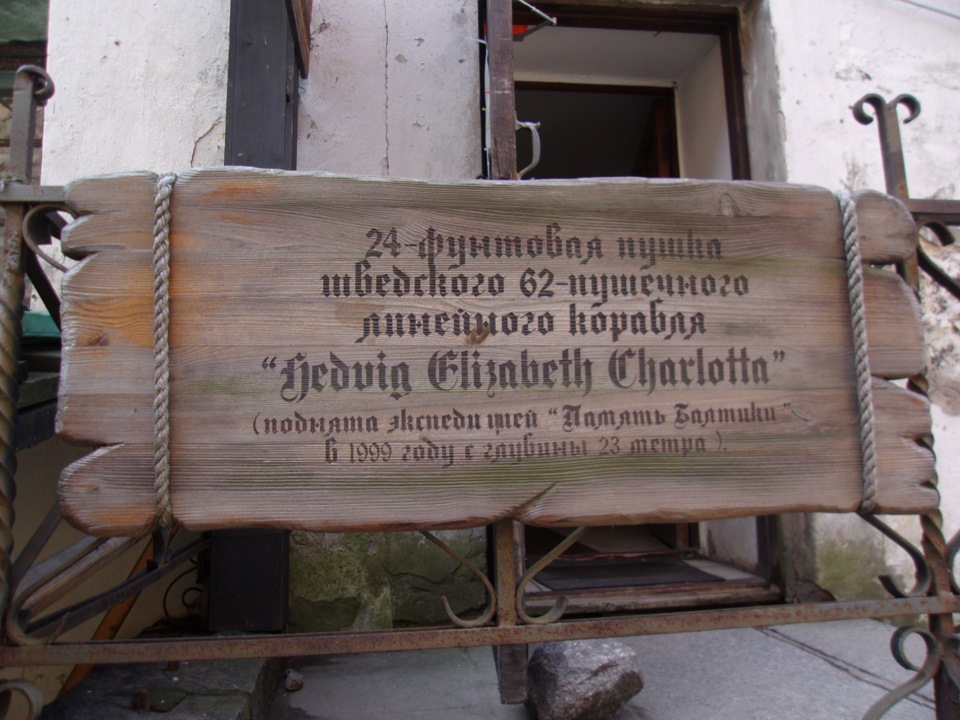 24-фунтовая пушка
шведского 62-пушечного
линейного корабля
“Hedvig Elizabeth Charlotta”
(поднята экспедицией “Память Балтики”
в 1999 году с глубины 23 метра).